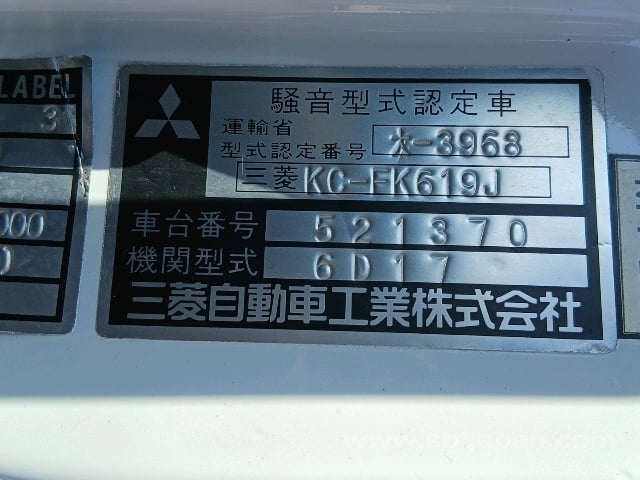 LABEL
3
000
騒音型式認定車
運輸省
型式認定番号 大-3968
三菱 KC-FK619J
車台番号 521370
機関型式 6D17
三菱自動車工業株式会社